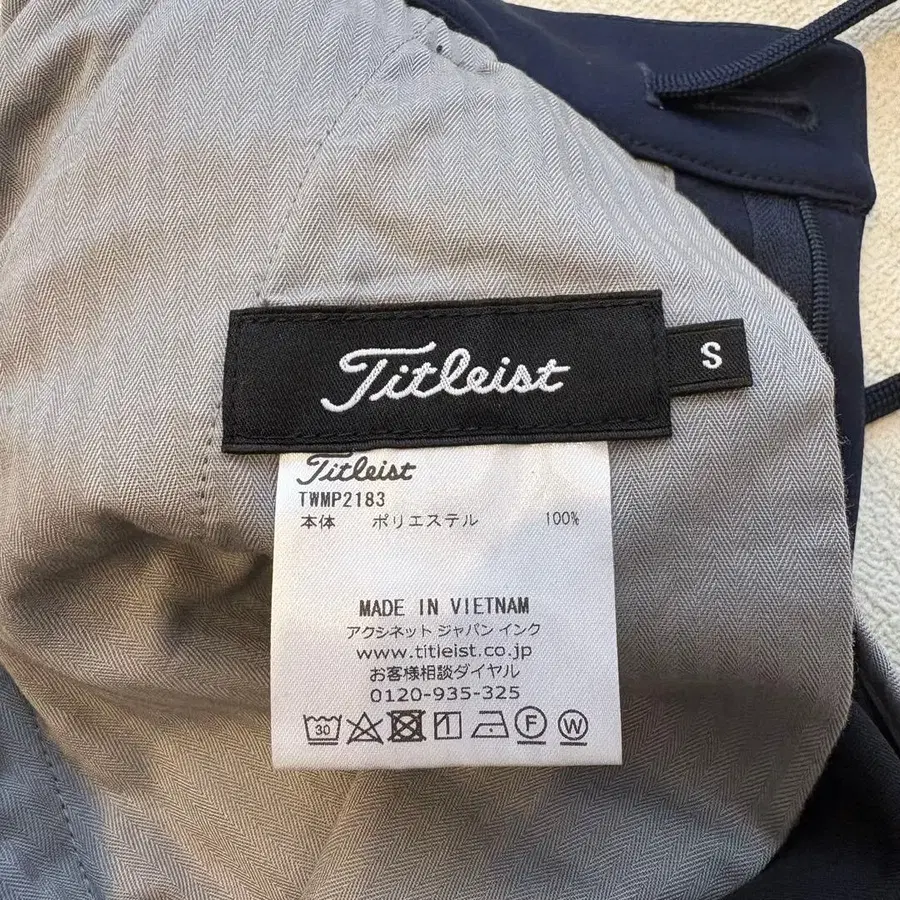 Titleist
S
Titleist
TWMP2183
本体 ポリエステル 100%
MADE IN VIETNAM
アクシネット ジャパン インク
www.titleist.co.jp
お客様相談ダイヤル
0120-935-325
30 F W